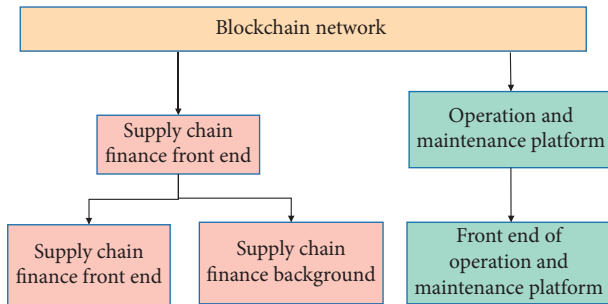 Blockchain network
Supply chain
finance front end
Operation and
maintenance platform
Supply chain
finance front end
Supply chain
finance background
Front end of
operation and
maintenance platform